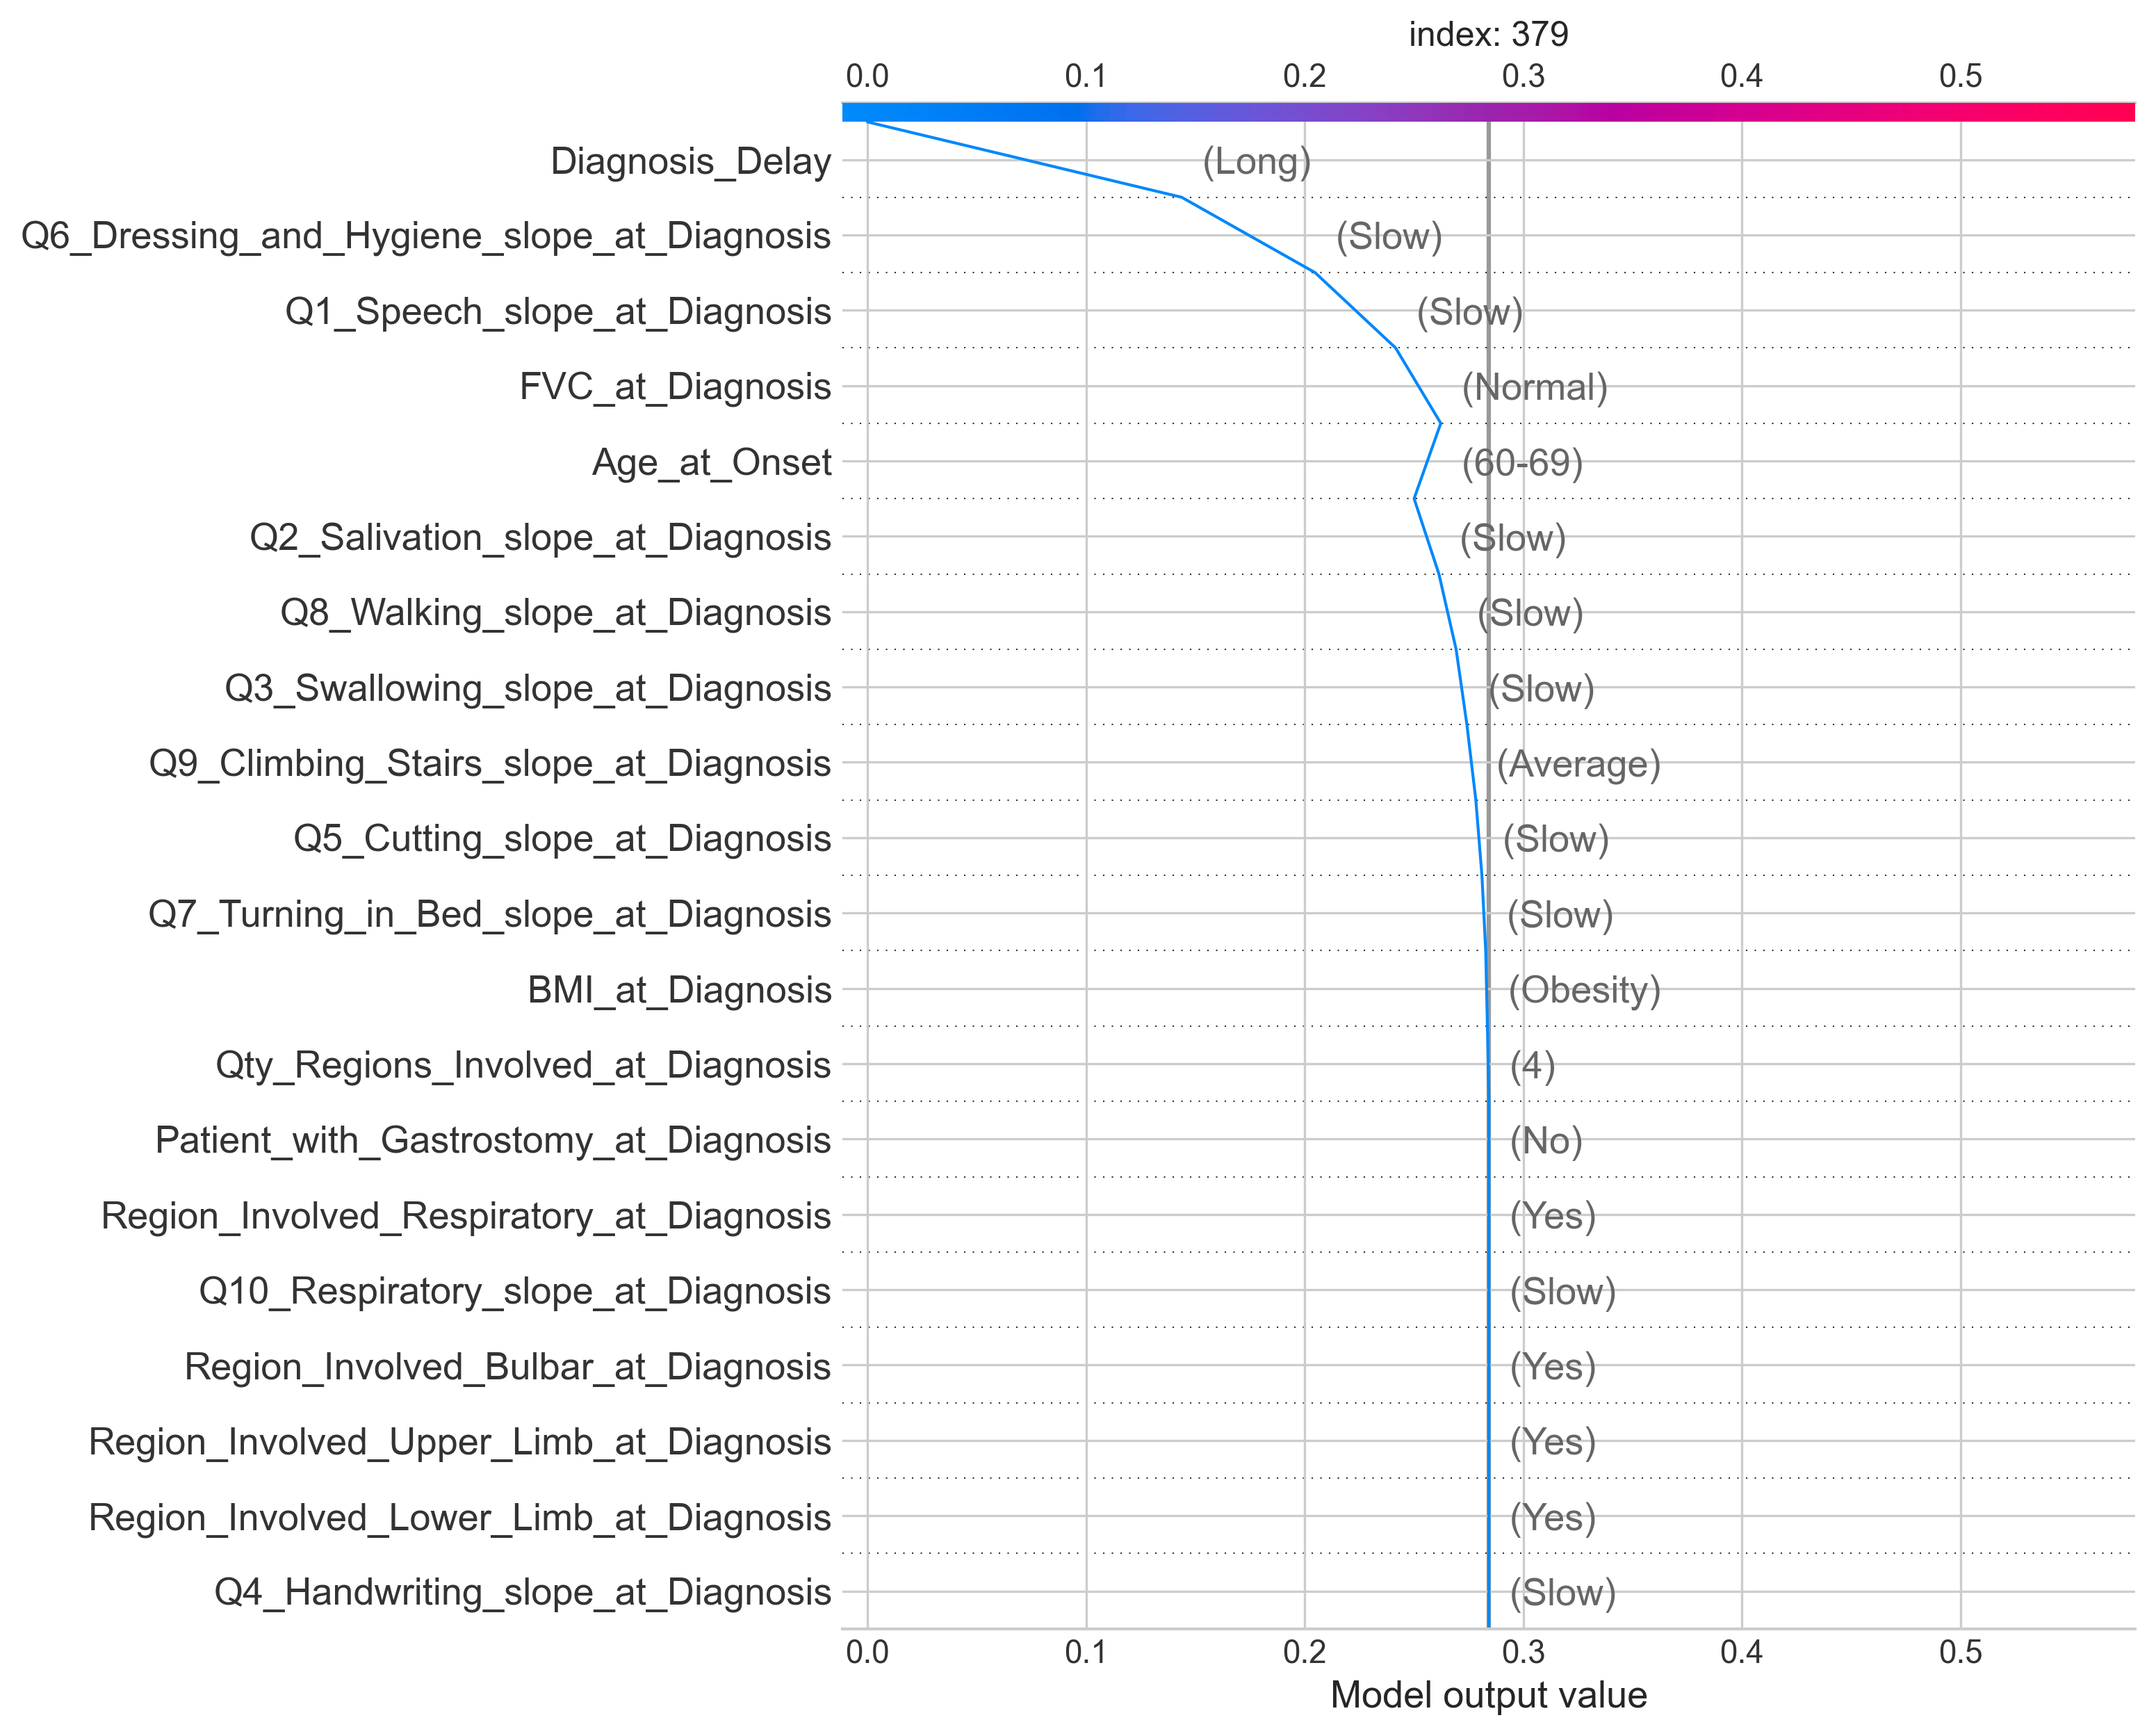 index: 379
0.0 0.1 0.2 0.3 0.4 0.5
Diagnosis_Delay (Long)
Q6_Dressing_and_Hygiene_slope_at_Diagnosis (Slow)
Q1_Speech_slope_at_Diagnosis (Slow)
FVC_at_Diagnosis (Normal)
Age_at_Onset (60-69)
Q2_Salivation_slope_at_Diagnosis (Slow)
Q8_Walking_slope_at_Diagnosis (Slow)
Q3_Swallowing_slope_at_Diagnosis (Slow)
Q9_Climbing_Stairs_slope_at_Diagnosis (Average)
Q5_Cutting_slope_at_Diagnosis (Slow)
Q7_Turning_in_Bed_slope_at_Diagnosis (Slow)
BMI_at_Diagnosis (Obesity)
Qty_Regions_Involved_at_Diagnosis (4)
Patient_with_Gastrostomy_at_Diagnosis (No)
Region_Involved_Respiratory_at_Diagnosis (Yes)
Q10_Respiratory_slope_at_Diagnosis (Slow)
Region_Involved_Bulbar_at_Diagnosis (Yes)
Region_Involved_Upper_Limb_at_Diagnosis (Yes)
Region_Involved_Lower_Limb_at_Diagnosis (Yes)
Q4_Handwriting_slope_at_Diagnosis (Slow)
0.0 0.1 0.2 0.3 0.4 0.5
Model output value